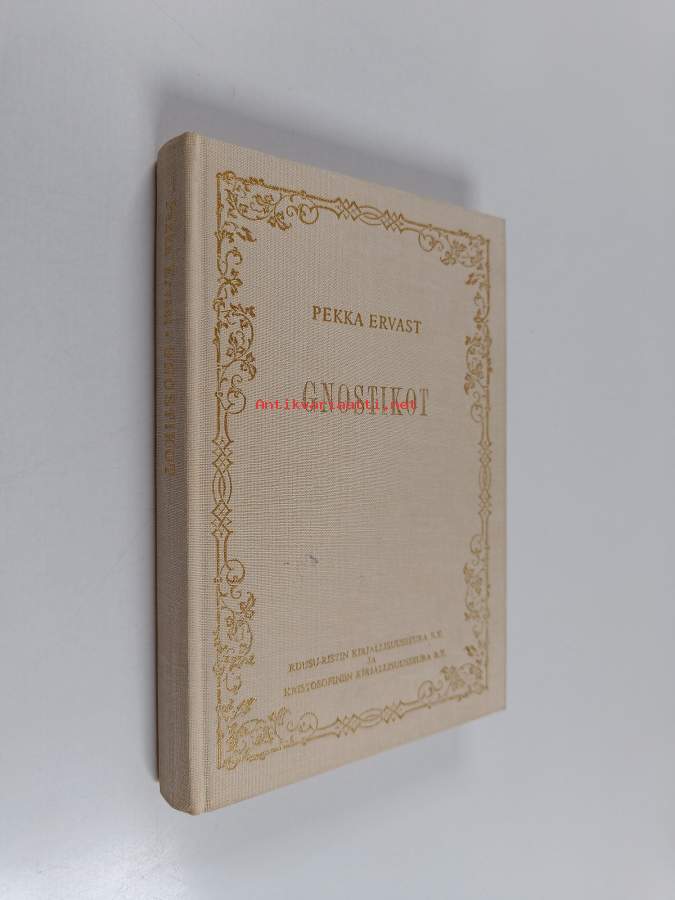 PEKKA ERVAST
GNOSTIKOT
Antikvariaatti.net
RUUSU-RISTIN KIRJALLISUUSSEURA R.Y.
JA
KRISTOSOFINEN KIRJALLISUUSSEURA R.Y.
PEKKA ERVAST • GNOSTIKOT